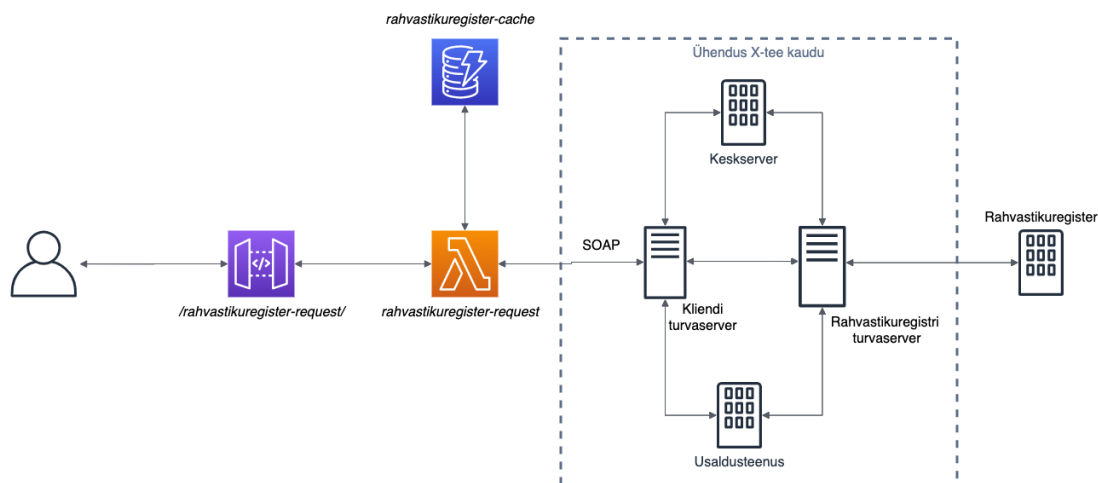 rahvastikuregister-cache
Ühendus X-tee kaudu
Keskserver
Rahvastikuregister
SOAP
/rahvastikuregister-request/
rahvastikuregister-request
Kliendi
turvaserver
Rahvastikuregistri
turvaserver
Usaldusteenus